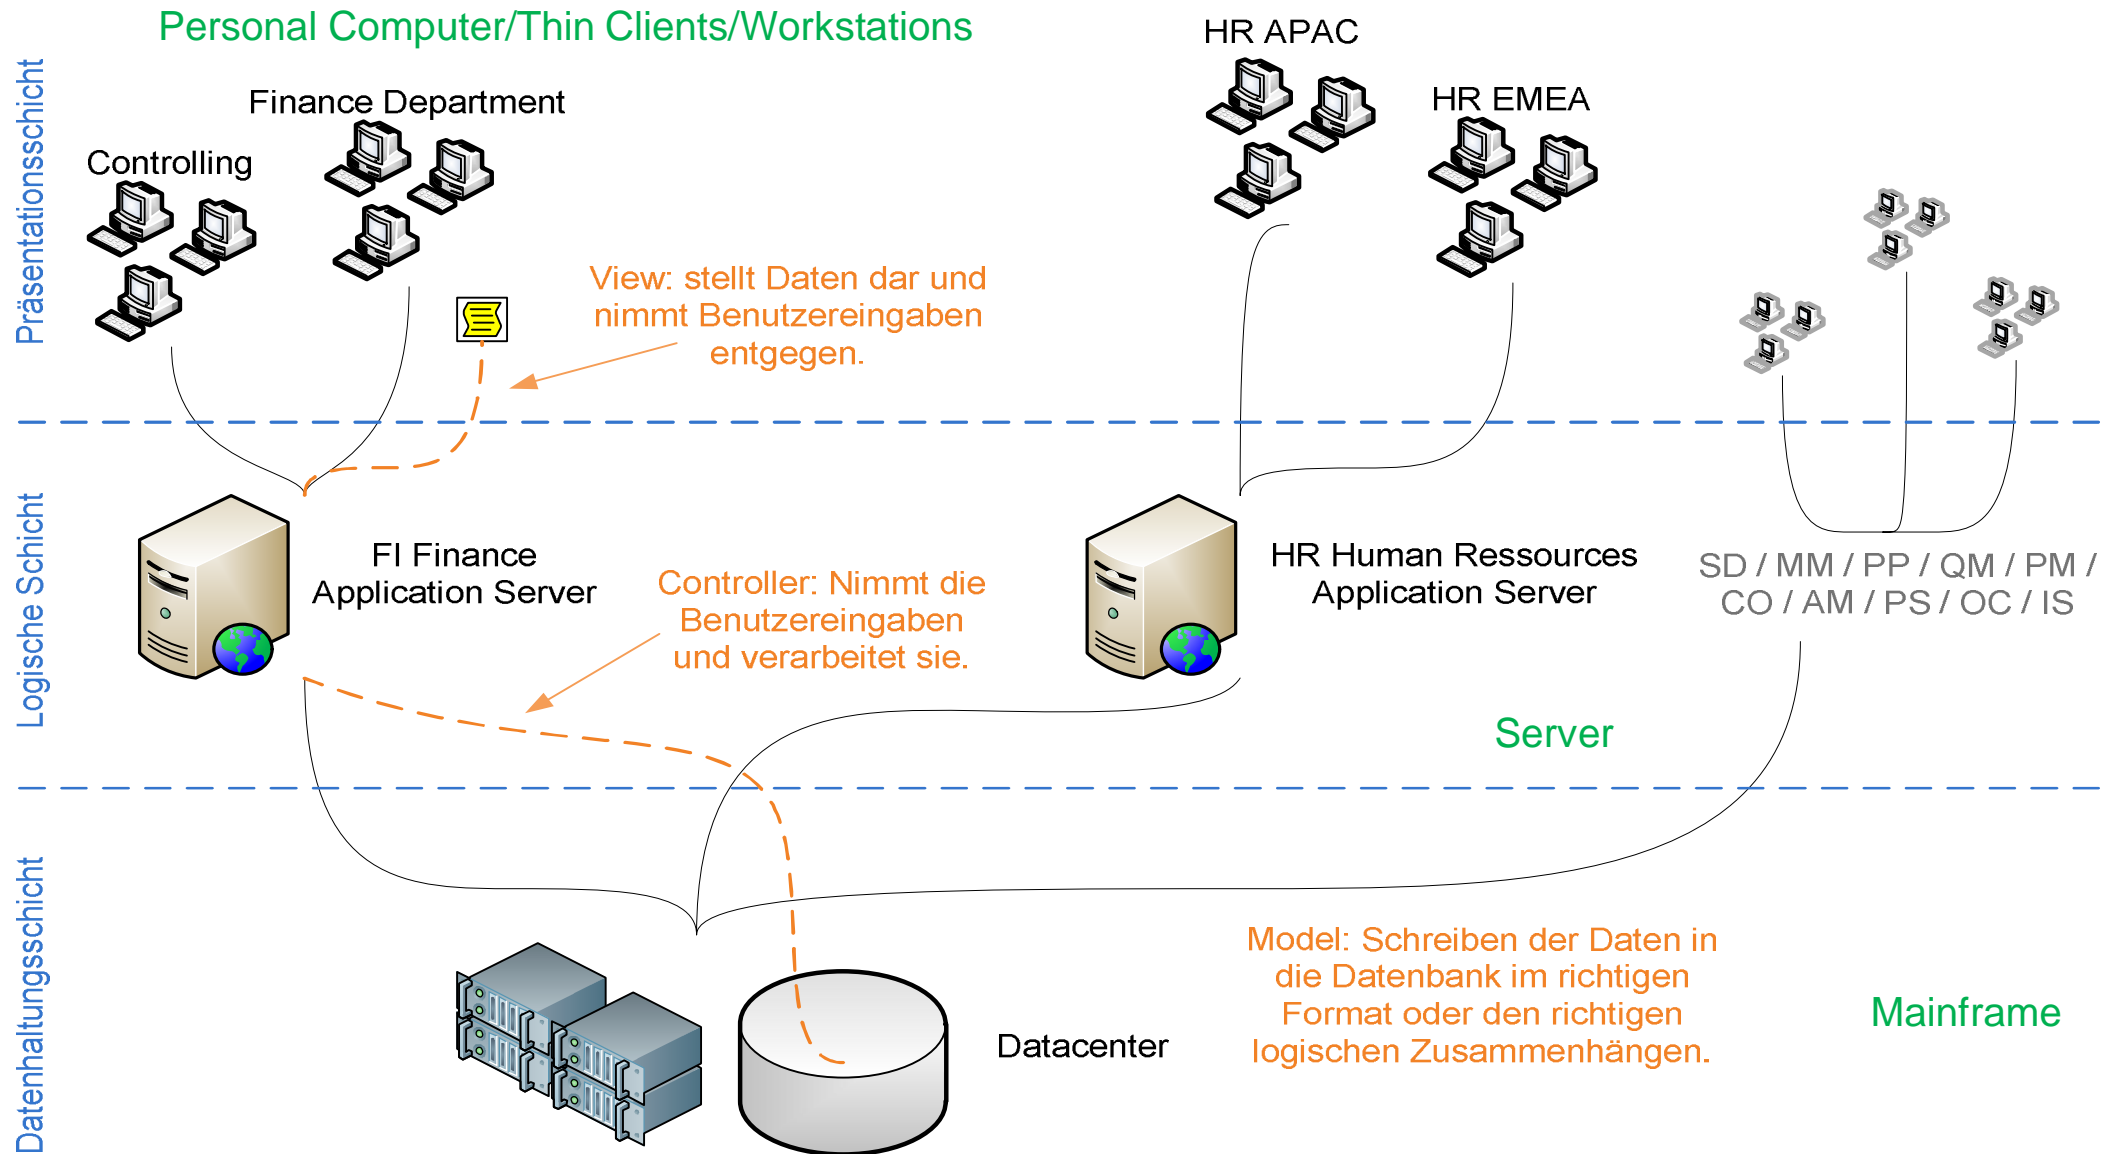 Personal Computer/Thin Clients/Workstations
HR APAC
Finance Department
HR EMEA
Controlling
Präsentationsschicht
View: stellt Daten dar und
nimmt Benutzereingaben
entgegen.
Logische Schicht
FI Finance
Application Server
Controller: Nimmt die
Benutzereingaben
und verarbeitet sie.
HR Human Ressources
Application Server
SD / MM / PP / QM / PM /
CO / AM / PS / OC / IS
Server
Datenhaltungsschicht
Datacenter
Model: Schreiben der Daten in
die Datenbank im richtigen
Format oder den richtigen
logischen Zusammenhängen.
Mainframe